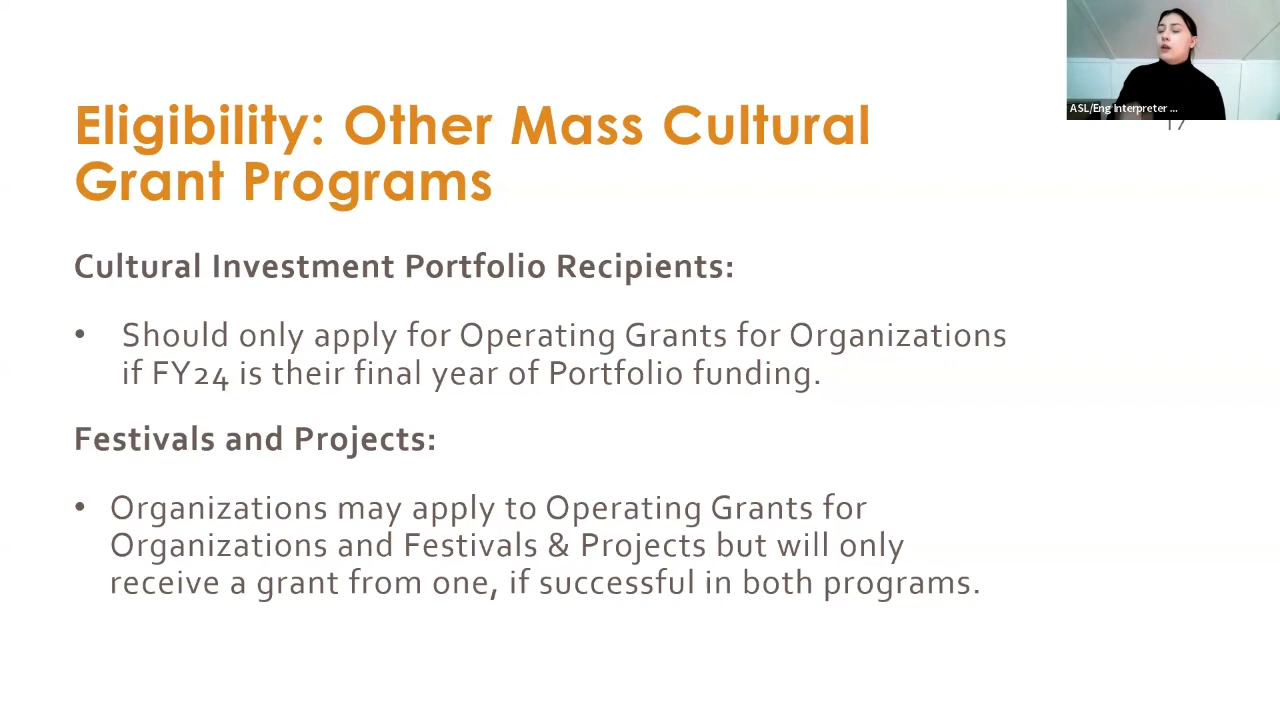 ASL/Eng Interpreter ...
17
Eligibility: Other Mass Cultural
Grant Programs
Cultural Investment Portfolio Recipients:
• Should only apply for Operating Grants for Organizations
if FY24 is their final year of Portfolio funding.
Festivals and Projects:
• Organizations may apply to Operating Grants for
Organizations and Festivals & Projects but will only
receive a grant from one, if successful in both programs.